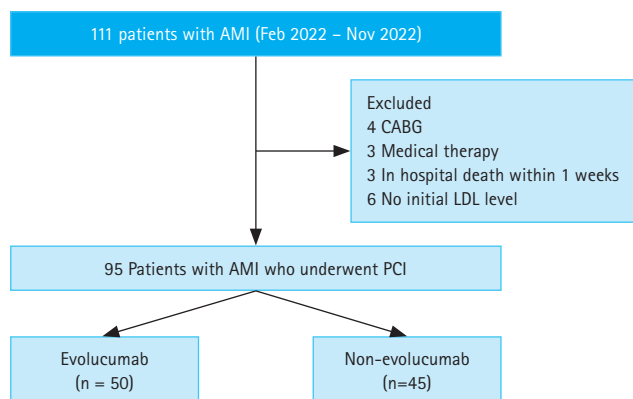 111 patients with AMI (Feb 2022 – Nov 2022)
Excluded
4 CABG
3 Medical therapy
3 In hospital death within 1 weeks
6 No initial LDL level
95 Patients with AMI who underwent PCI
Evolucumab
(n = 50)
Non-evolucumab
(n=45)